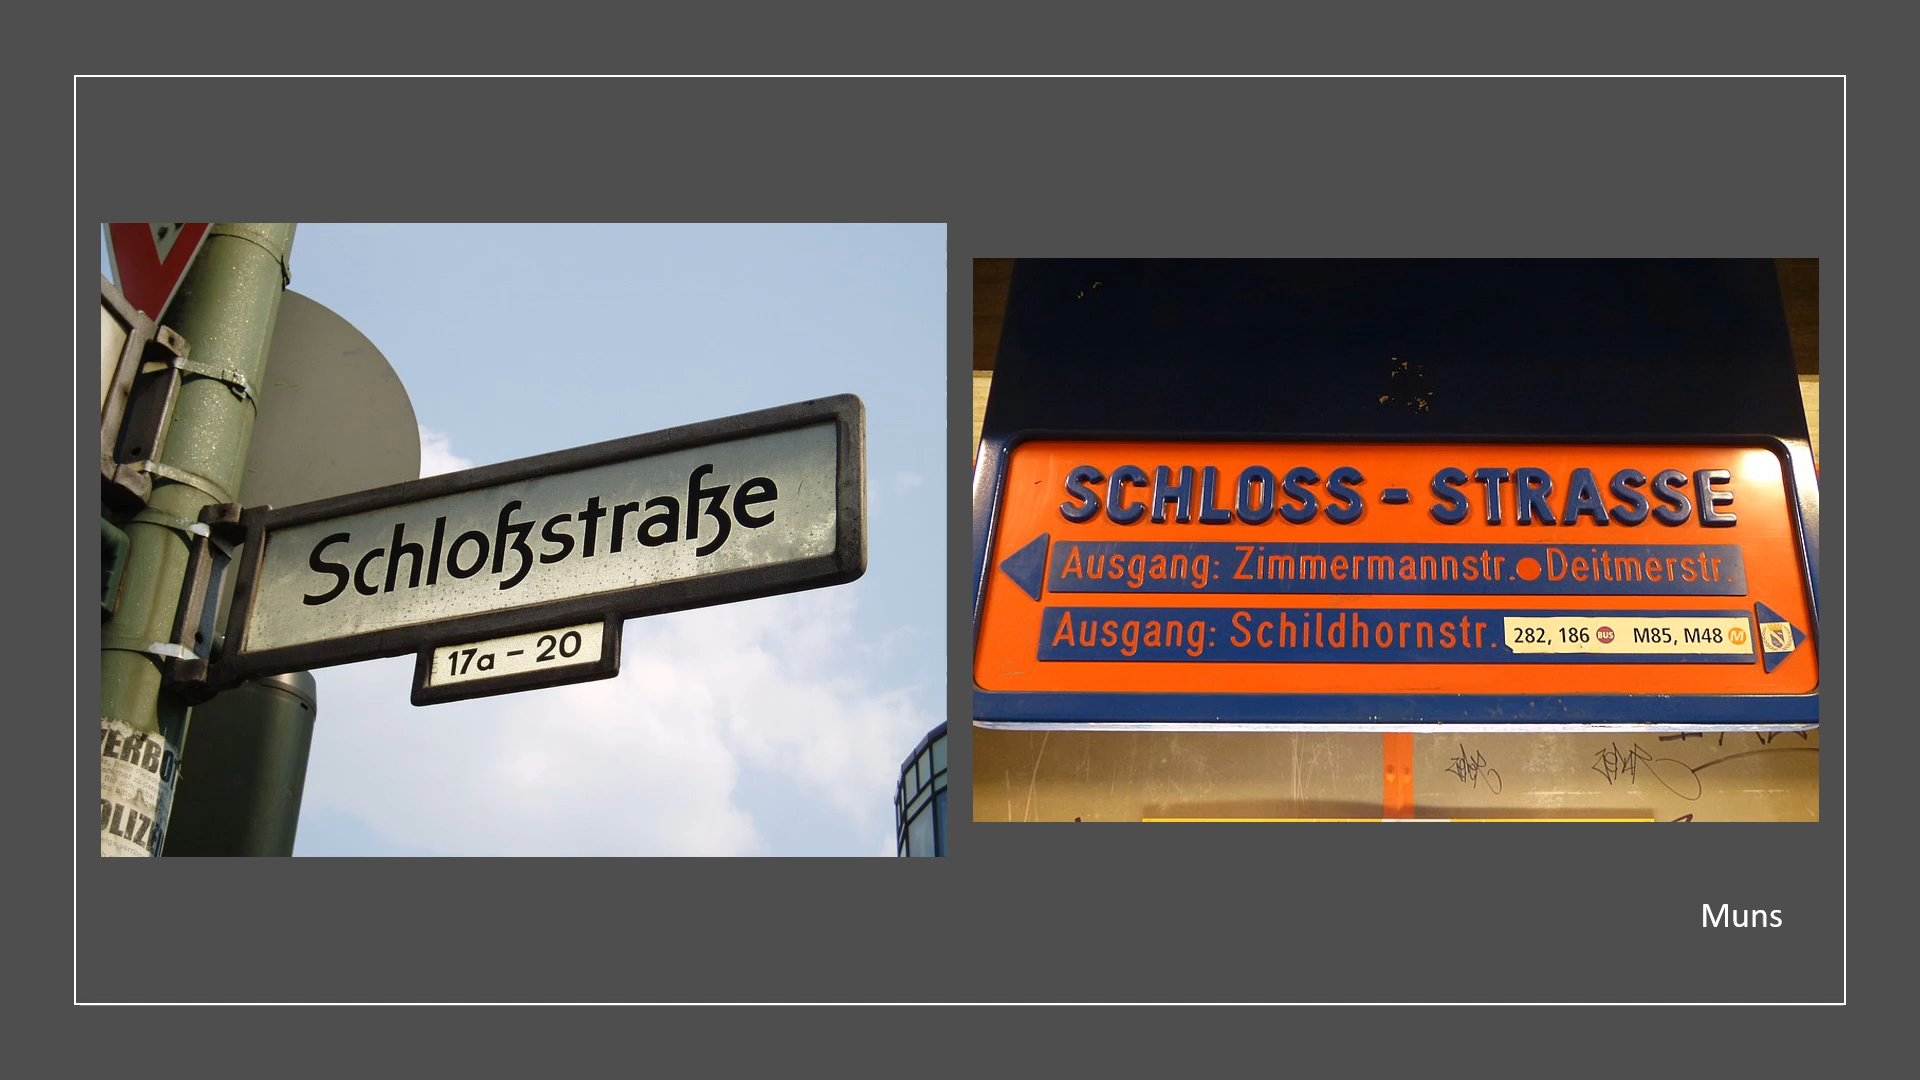 Schloßstraße
17a – 20
SCHLOSS - STRASSE
Ausgang: Zimmermannstr.●Deitmerstr.
Ausgang: Schildhornstr. 282, 186 BUS M85, M48 M
Muns